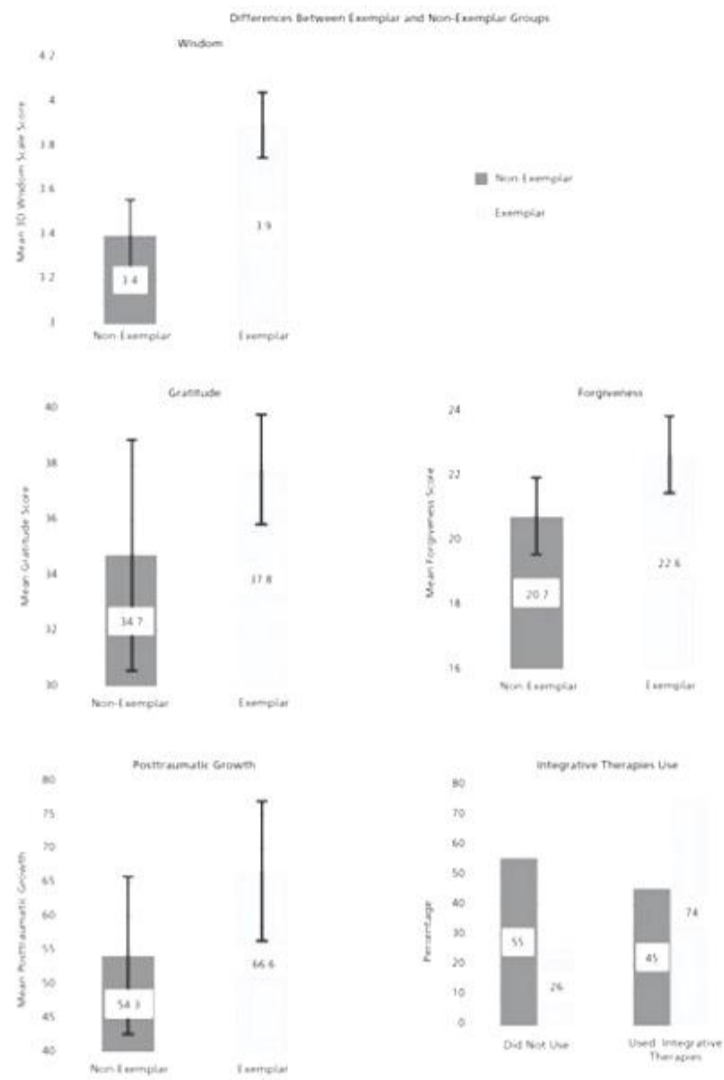 Differences Between Exemplar and Non-Exemplar Groups
Wisdom
4.2
4
3.8
3.6
3.4
3.2
3
Mean 3D Wisdom Scale Score
3.4
3.9
Non-Exemplar
Exemplar
Non-Exemplar
Exemplar
Gratitude
40
38
36
34
32
30
Mean Gratitude Score
34.7
37.8
Non-Exemplar
Exemplar
Forgiveness
24
22
20
18
16
Mean Forgiveness Score
20.7
22.6
Non-Exemplar
Exemplar
Posttraumatic Growth
80
75
70
65
60
55
50
45
40
Mean Posttraumatic Growth
54.3
66.6
Non-Exemplar
Exemplar
Integrative Therapies Use
80
70
60
50
40
30
20
10
0
Percentage
55
26
45
74
Did Not Use
Used Integrative
Therapies